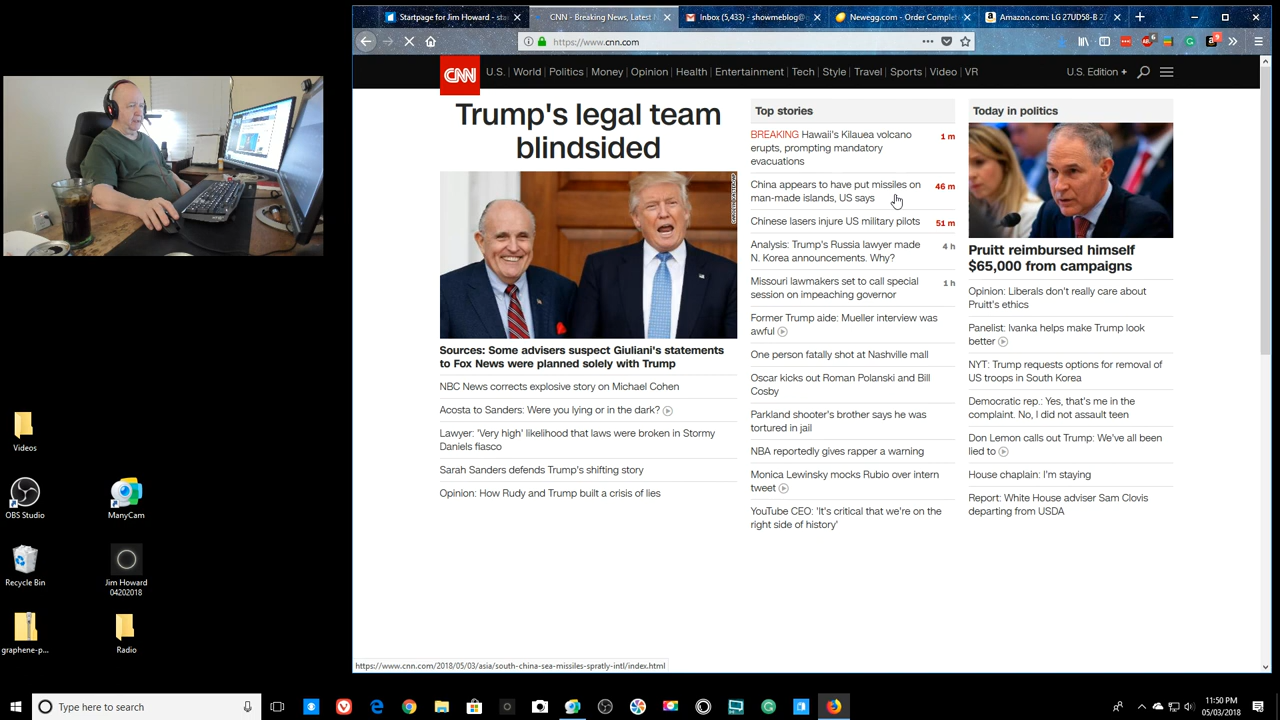 Startpage for Jim Howard - sta
CNN - Breaking News, Latest N
Inbox (5,433) - showmeblog@
Newegg.com - Order Complet
Amazon.com: LG 27UD58-B 27
https://www.cnn.com
6
9
CNN
U.S. | World | Politics | Money | Opinion | Health | Entertainment | Tech | Style | Travel | Sports | Video | VR
U.S. Edition +
Trump's legal team
blindsided
Sources: Some advisers suspect Giuliani's statements
to Fox News were planned solely with Trump
NBC News corrects explosive story on Michael Cohen
Acosta to Sanders: Were you lying or in the dark?
Lawyer: 'Very high' likelihood that laws were broken in Stormy
Daniels fiasco
Sarah Sanders defends Trump's shifting story
Opinion: How Rudy and Trump built a crisis of lies
Top stories
BREAKING Hawaii's Kilauea volcano
erupts, prompting mandatory
evacuations
1 m
China appears to have put missiles on
man-made islands, US says
46 m
Chinese lasers injure US military pilots
51 m
Analysis: Trump's Russia lawyer made
N. Korea announcements. Why?
4 h
Missouri lawmakers set to call special
session on impeaching governor
1 h
Former Trump aide: Mueller interview was
awful
One person fatally shot at Nashville mall
Oscar kicks out Roman Polanski and Bill
Cosby
Parkland shooter's brother says he was
tortured in jail
NBA reportedly gives rapper a warning
Monica Lewinsky mocks Rubio over intern
tweet
YouTube CEO: 'It's critical that we're on the
right side of history'
Today in politics
Pruitt reimbursed himself
$65,000 from campaigns
Opinion: Liberals don't really care about
Pruitt's ethics
Panelist: Ivanka helps make Trump look
better
NYT: Trump requests options for removal of
US troops in South Korea
Democratic rep.: Yes, that's me in the
complaint. No, I did not assault teen
Don Lemon calls out Trump: We've all been
lied to
House chaplain: I'm staying
Report: White House adviser Sam Clovis
departing from USDA
https://www.cnn.com/2018/05/03/asia/south-china-sea-missiles-spratly-intl/index.html
Videos
OBS Studio
ManyCam
Recycle Bin
Jim Howard
04202018
graphene-p...
Radio
Type here to search
11:50 PM
05/03/2018